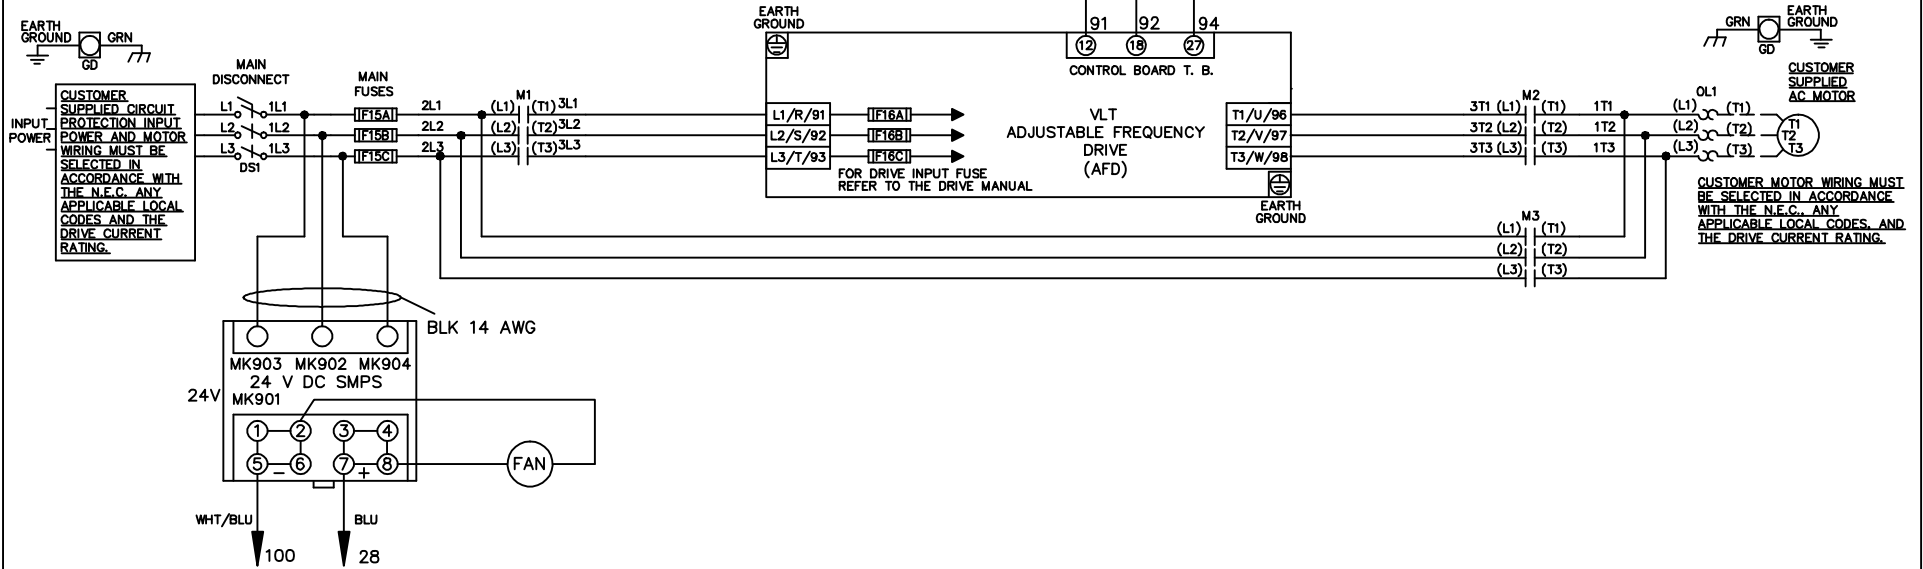 EARTH
GROUND
GRN
GD
INPUT
POWER
CUSTOMER
SUPPLIED CIRCUIT
PROTECTION INPUT
POWER AND MOTOR
WIRING MUST BE
SELECTED IN
ACCORDANCE WITH
THE N.E.C. ANY
APPLICABLE LOCAL
CODES AND THE
DRIVE CURRENT
RATING.
MAIN
DISCONNECT
L1 1L1
L2 1L2
L3 1L3
DS1
MAIN
FUSES
F15A
F15B
F15C
2L1
2L2
2L3
M1
(L1) (T1) 3L1
(L2) (T2) 3L2
(L3) (T3) 3L3
EARTH
GROUND
91 92 94
12 18 27
CONTROL BOARD T. B.
L1/R/91
L2/S/92
L3/T/93
F16A
F16B
F16C
FOR DRIVE INPUT FUSE
REFER TO THE DRIVE MANUAL
VLT
ADJUSTABLE FREQUENCY
DRIVE
(AFD)
T1/U/96
T2/V/97
T3/W/98
EARTH
GROUND
M2
3T1 (L1) (T1) 1T1
3T2 (L2) (T2) 1T2
3T3 (L3) (T3) 1T3
M3
(L1) (T1)
(L2) (T2)
(L3) (T3)
OL1
(L1) (T1)
(L2) (T2)
(L3) (T3)
T1
T2
T3
GRN
GD
EARTH
GROUND
CUSTOMER
SUPPLIED
AC MOTOR
CUSTOMER MOTOR WIRING MUST
BE SELECTED IN ACCORDANCE
WITH THE N.E.C.. ANY
APPLICABLE LOCAL CODES, AND
THE DRIVE CURRENT RATING.
BLK 14 AWG
MK903 MK902 MK904
24 V DC SMPS
24V
MK901
1 2 3 4
5 - 6 7 + 8
FAN
WHT/BLU
BLU
100
28